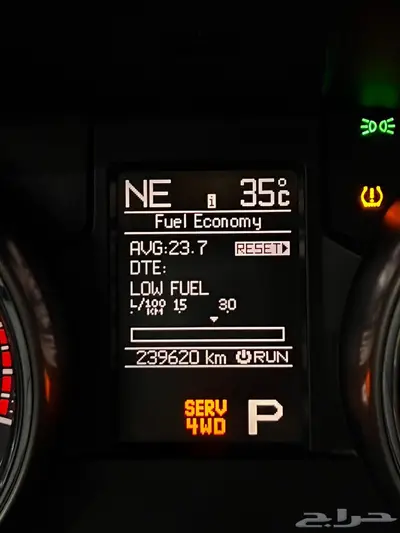 NE i 35°C
Fuel Economy
AVG:23.7 RESET
DTE:
LOW FUEL
L/100 KM 15 30
239620 km RUN
SERV
4WD
P
حراج